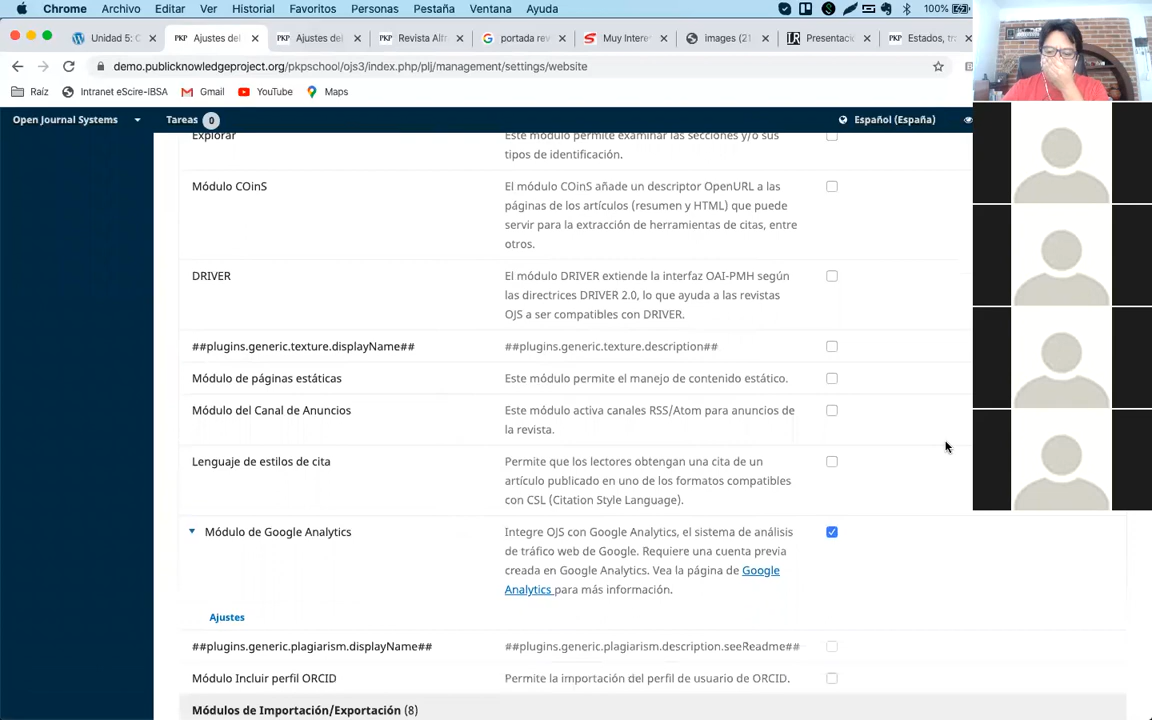 Chrome Archivo Editar Ver Historial Favoritos Personas Pestaña Ventana Ayuda 100%
Unidad 5: C Ajustes del Ajustes de Revista Alfr portada rev Muy Intere images (21 Presentaci Estados, tr
demo.publicknowledgeproject.org/pkpschool/ojs3/index.php/plj/management/settings/website
Raíz Intranet eScire-IBSA Gmail YouTube Maps
Open Journal Systems Tareas 0 Español (España)
Explorar Este módulo permite examinar las secciones y/o sus
tipos de identificación.
Módulo COinS El módulo COinS añade un descriptor OpenURL a las
páginas de los artículos (resumen y HTML) que puede
servir para la extracción de herramientas de citas, entre
otros.
DRIVER El módulo DRIVER extiende la interfaz OAI-PMH según
las directrices DRIVER 2.0, lo que ayuda a las revistas
OJS a ser compatibles con DRIVER.
##plugins.generic.texture.displayName## ##plugins.generic.texture.description##
Módulo de páginas estáticas Este módulo permite el manejo de contenido estático.
Módulo del Canal de Anuncios Este módulo activa canales RSS/Atom para anuncios de
la revista.
Lenguaje de estilos de cita Permite que los lectores obtengan una cita de un
artículo publicado en uno de los formatos compatibles
con CSL (Citation Style Language).
Módulo de Google Analytics Integre OJS con Google Analytics, el sistema de análisis
de tráfico web de Google. Requiere una cuenta previa
creada en Google Analytics. Vea la página de Google
Analytics para más información.
Ajustes
##plugins.generic.plagiarism.displayName## ##plugins.generic.plagiarism.description.seeReadme##
Módulo Incluir perfil ORCID Permite la importación del perfil de usuario de ORCID.
Módulos de Importación/Exportación (8)